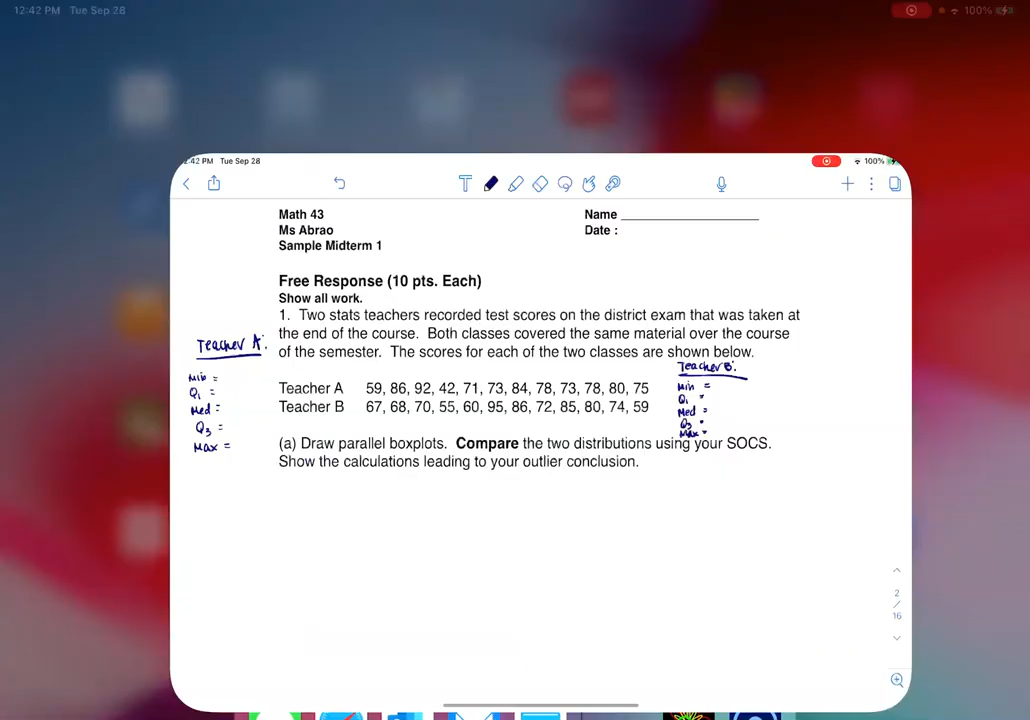 12:42 PM Tue Sep 28
100%
:42 PM Tue Sep 28
100%
T
Math 43
Name
Ms Abrao
Date :
Sample Midterm 1
Free Response (10 pts. Each)
Show all work.
1. Two stats teachers recorded test scores on the district exam that was taken at
the end of the course. Both classes covered the same material over the course
of the semester. The scores for each of the two classes are shown below.
Teacher A:
Min =
Q1 =
Med =
Q3 =
Max =
Teacher A 59, 86, 92, 42, 71, 73, 84, 78, 73, 78, 80, 75
Teacher B 67, 68, 70, 55, 60, 95, 86, 72, 85, 80, 74, 59
Teacher B:
Min =
Q1 =
Med =
Q3 =
Max =
(a) Draw parallel boxplots. Compare the two distributions using your SOCS.
Show the calculations leading to your outlier conclusion.
2
/
16